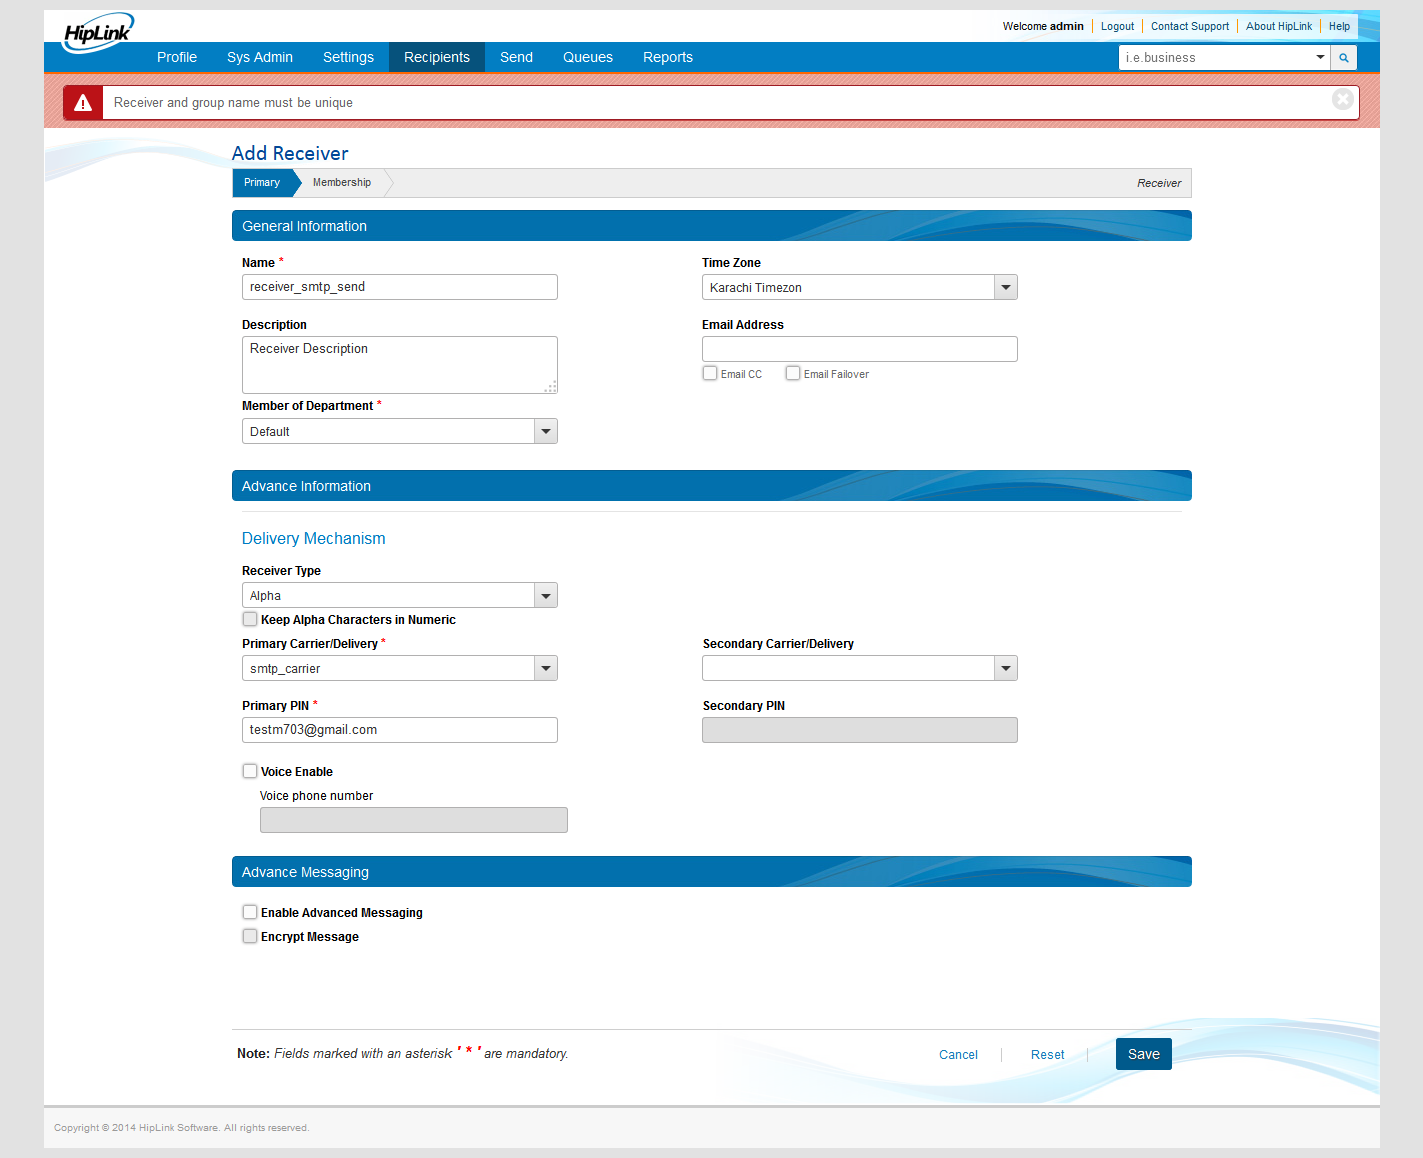 HipLink
Welcome admin Logout Contact Support About HipLink Help
Profile Sys Admin Settings Recipients Send Queues Reports i.e.business
Receiver and group name must be unique
Add Receiver
Primary Membership Receiver
General Information
Name * Time Zone
receiver_smtp_send Karachi Timezon
Description Email Address
Receiver Description
Email CC Email Failover
Member of Department *
Default
Advance Information
Delivery Mechanism
Receiver Type
Alpha
Keep Alpha Characters in Numeric
Primary Carrier/Delivery * Secondary Carrier/Delivery
smtp_carrier
Primary PIN * Secondary PIN
testm703@gmail.com
Voice Enable
Voice phone number
Advance Messaging
Enable Advanced Messaging
Encrypt Message
Note: Fields marked with an asterisk ' * ' are mandatory. Cancel Reset Save
Copyright © 2014 HipLink Software. All rights reserved.